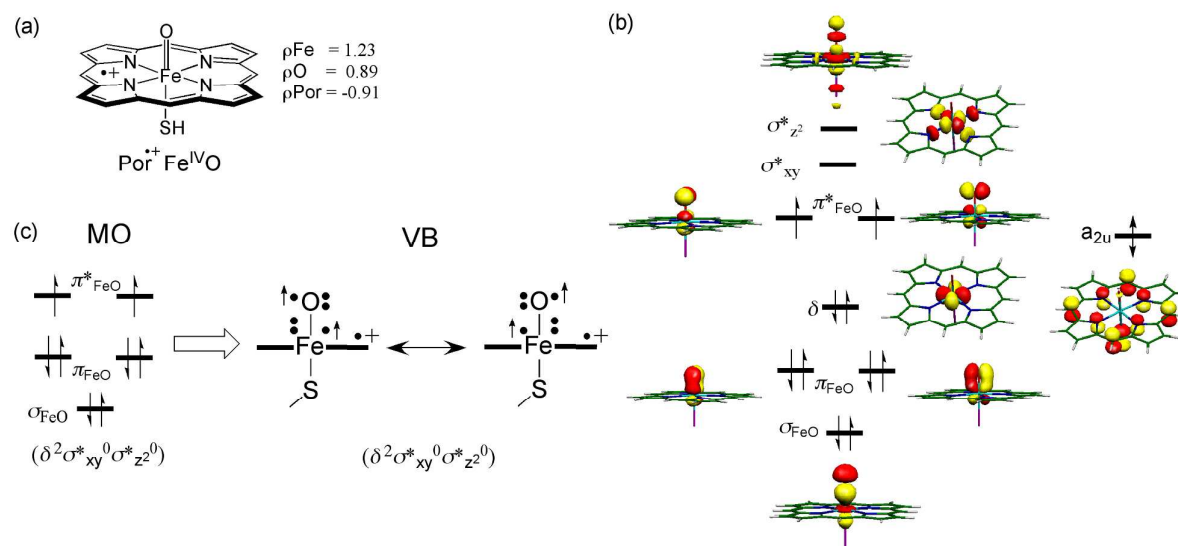 (a)
O
N N
•+ Fe
N N
SH
Por•+ FeIVO
ρFe = 1.23
ρO = 0.89
ρPor = -0.91
(b)
σ*z2
σ*xy
π*FeO
a2u
δ
πFeO
σFeO
(c)
MO
VB
π*FeO
πFeO
σFeO
(δ2σ*xy0σ*z20)
O
•+
Fe
S
O
•+
Fe
S
(δ2σ*xy0σ*z20)